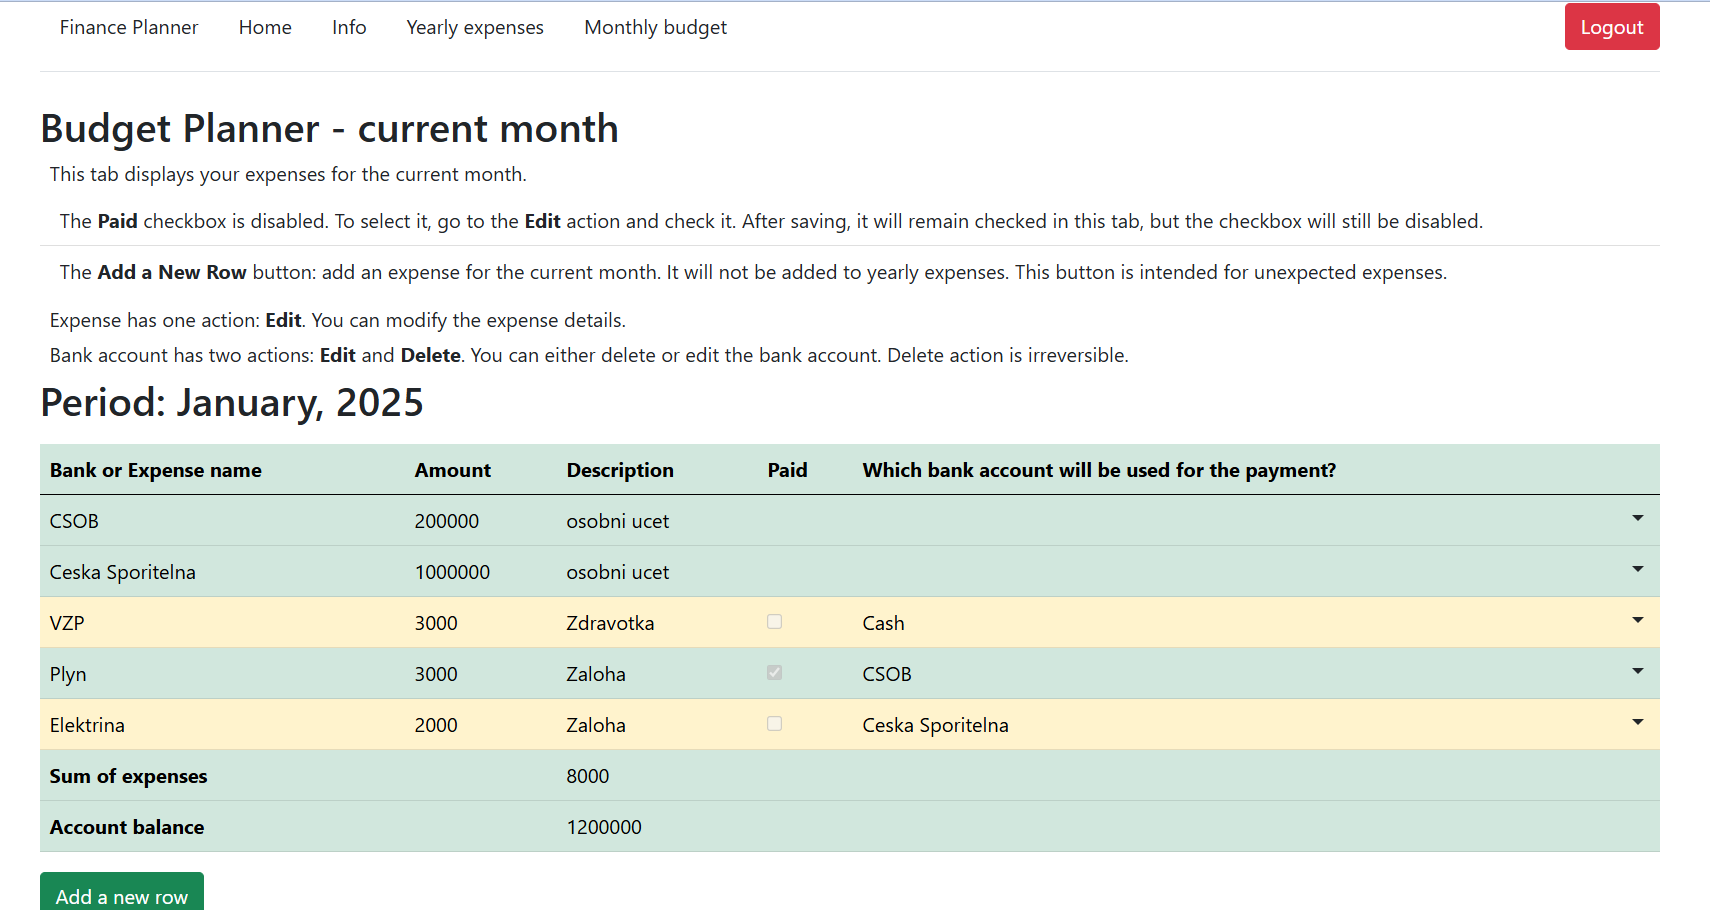 Finance Planner Home Info Yearly expenses Monthly budget Logout
Budget Planner - current month
This tab displays your expenses for the current month.
The Paid checkbox is disabled. To select it, go to the Edit action and check it. After saving, it will remain checked in this tab, but the checkbox will still be disabled.
The Add a New Row button: add an expense for the current month. It will not be added to yearly expenses. This button is intended for unexpected expenses.
Expense has one action: Edit. You can modify the expense details.
Bank account has two actions: Edit and Delete. You can either delete or edit the bank account. Delete action is irreversible.
Period: January, 2025
Bank or Expense name Amount Description Paid Which bank account will be used for the payment?
CSOB 200000 osobni ucet
Ceska Sporitelna 1000000 osobni ucet
VZP 3000 Zdravotka Cash
Plyn 3000 Zaloha CSOB
Elektrina 2000 Zaloha Ceska Sporitelna
Sum of expenses 8000
Account balance 1200000
Add a new row